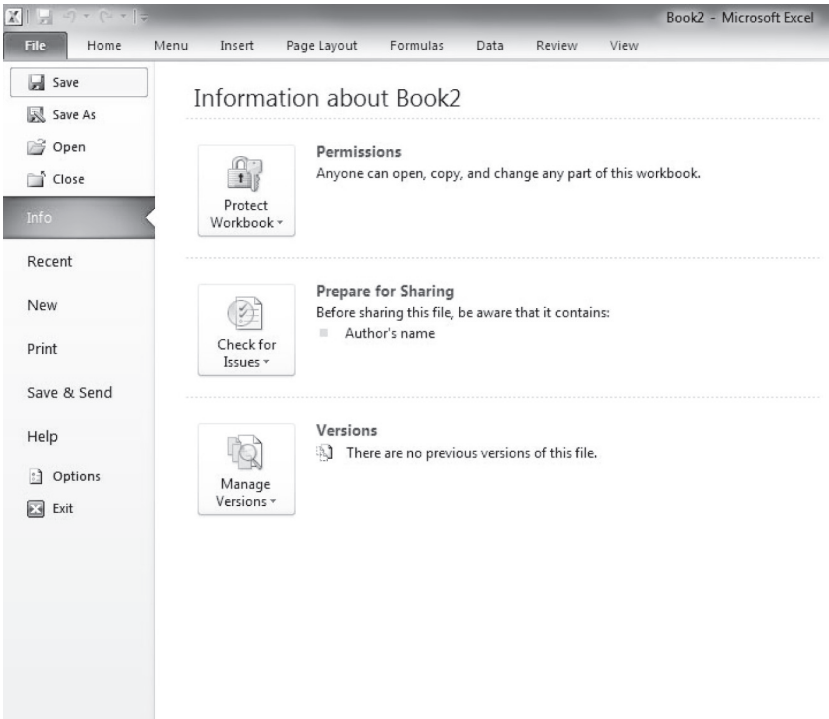 Book2 - Microsoft Excel
File Home Menu Insert Page Layout Formulas Data Review View
Save
Save As
Open
Close
Info
Recent
New
Print
Save & Send
Help
Options
Exit
Information about Book2
Protect
Workbook
Permissions
Anyone can open, copy, and change any part of this workbook.
Check for
Issues
Prepare for Sharing
Before sharing this file, be aware that it contains:
Author's name
Manage
Versions
Versions
There are no previous versions of this file.